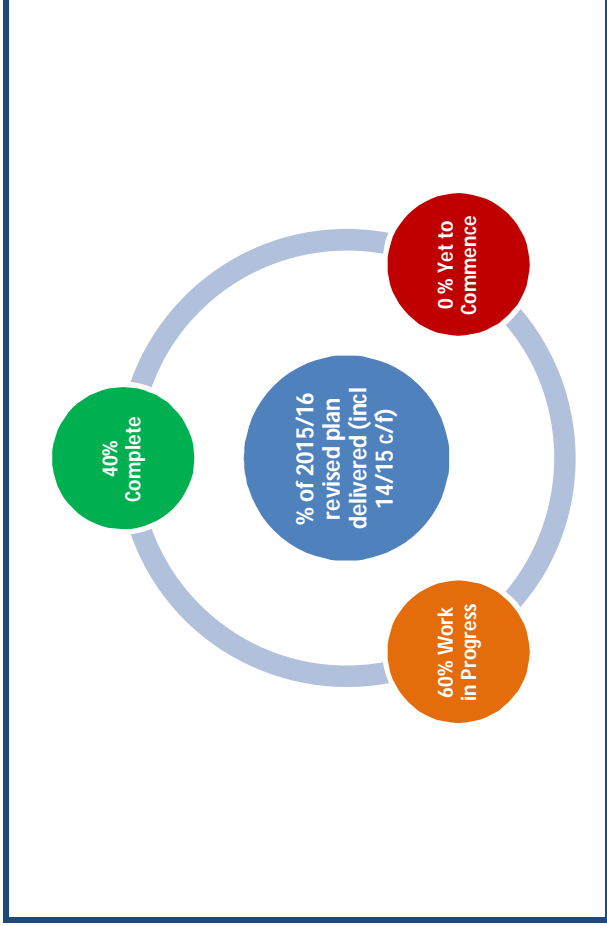 % of 2015/16
revised plan
delivered (incl
14/15 c/f)
40%
Complete
0% Yet to
Commence
60% Work
in Progress